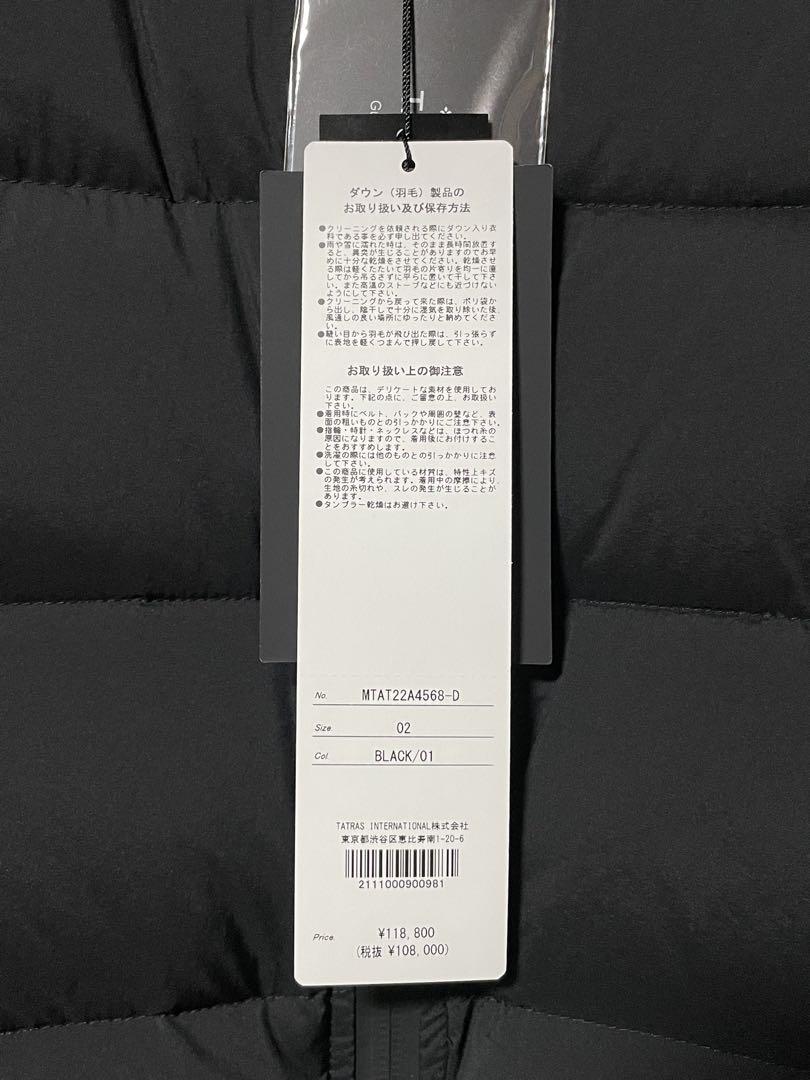 ダウン（羽毛）製品の
お取り扱い及び保存方法
●クリーニングを依頼される際にダウン入り衣
料である事を必ず申し出てください。
●雨や雪に濡れた時は、そのまま長時間放置す
ると、異臭が生じることがありますのでお早
めに十分な乾燥をさせてください。乾燥させ
る際は軽くたたいて羽毛の片寄りを均一に直
してから吊るさずに平らに置いて干して下さ
い。また高温のストーブなどにも近づけない
ようにして下さい。
●クリーニングから戻って来た際は、ポリ袋か
ら出し、陰干しで十分に湿気を取り除いた後、
風通しの良い場所にゆったりと納めてくださ
い。
●縫い目から羽毛が飛び出た際は、引っ張らず
に表地を軽くつまんで押し戻して下さい。
お取り扱い上の御注意
この商品は、デリケートな素材を使用してお
ります。下記の点に、ご留意の上、お取扱い
下さい。
●着用時にベルト、バックや周囲の壁など、表
面の粗いものとの引っかかりにご注意下さい。
●指輪・時計・ネックレスなどは、ほつれ糸の
原因になりますので、着用後にお付けするこ
とをおすすめします。
●洗濯の際には他のものとの引っかかりに注意
して下さい。
●この商品に使用している材質は、特性上キズ
の発生が考えられます。着用中の摩擦により、
生地の糸切れや、スレの発生が生じることが
あります。
●タンブラー乾燥はお避け下さい。
No. MTAT22A4568-D
Size. 02
Col. BLACK/01
TATRAS INTERNATIONAL株式会社
東京都渋谷区恵比寿南1-20-6
2111000900981
Price. ¥118,800
(税抜 ¥108,000)